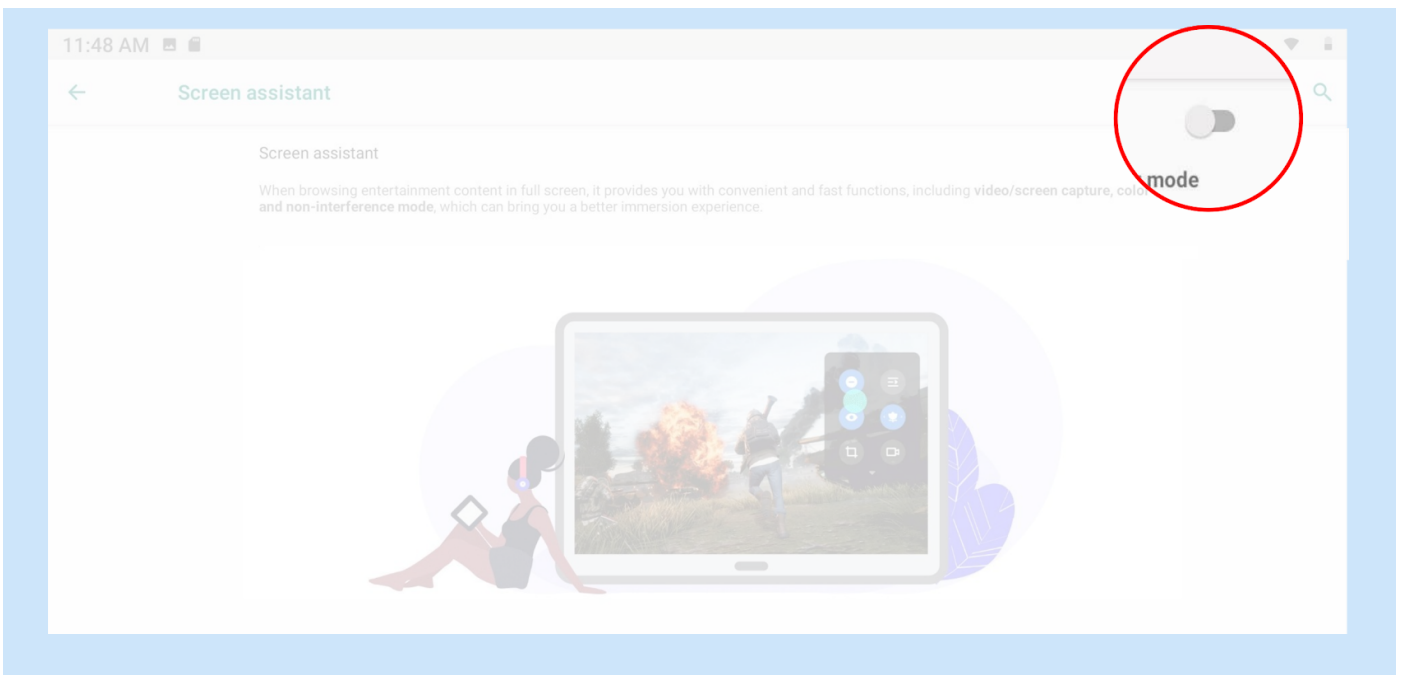 11:48 AM
Screen assistant
Screen assistant
When browsing entertainment content in full screen, it provides you with convenient and fast functions, including video/screen capture, color mode
and non-interference mode, which can bring you a better immersion experience.